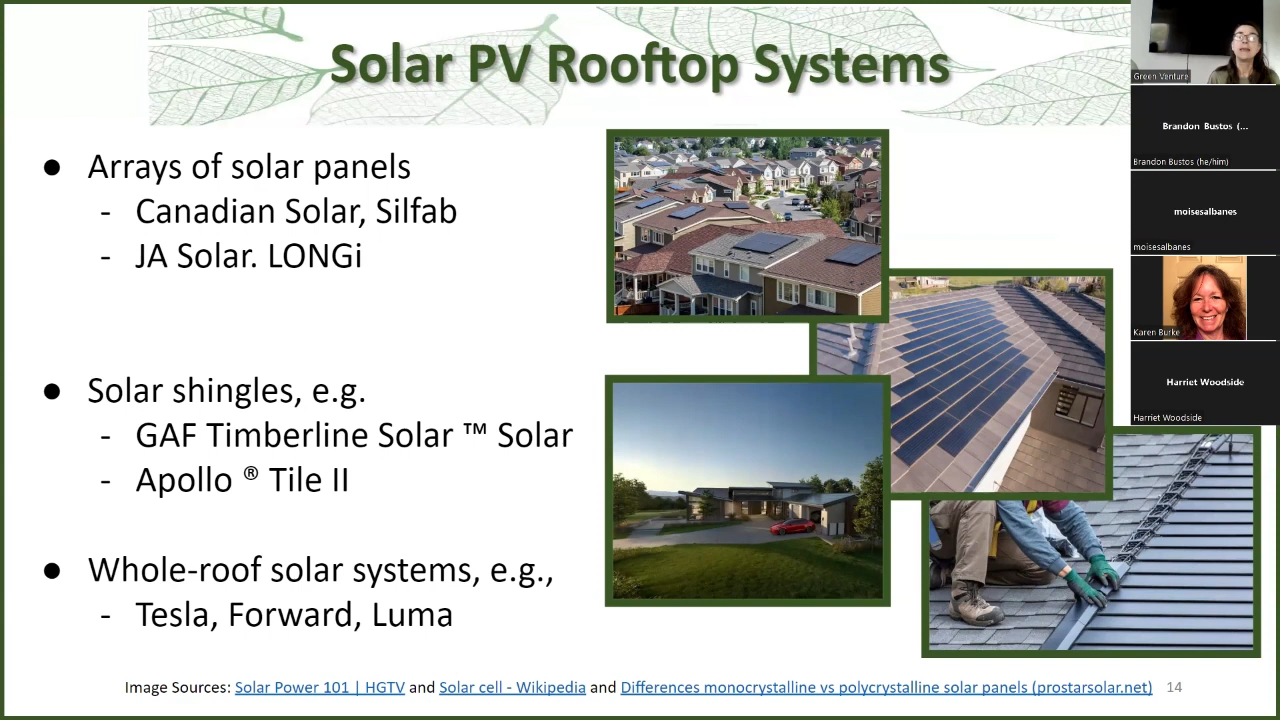 Solar PV Rooftop Systems
● Arrays of solar panels
- Canadian Solar, Silfab
- JA Solar. LONGi
● Solar shingles, e.g.
- GAF Timberline Solar ™ Solar
- Apollo ® Tile II
● Whole-roof solar systems, e.g.,
- Tesla, Forward, Luma
Image Sources: Solar Power 101 | HGTV and Solar cell - Wikipedia and Differences monocrystalline vs polycrystalline solar panels (prostarsolar.net)
14
Green Venture
Brandon Bustos (...
Brandon Bustos (he/him)
moisesalbanes
moisesalbanes
Karen Burke
Harriet Woodside
Harriet Woodside